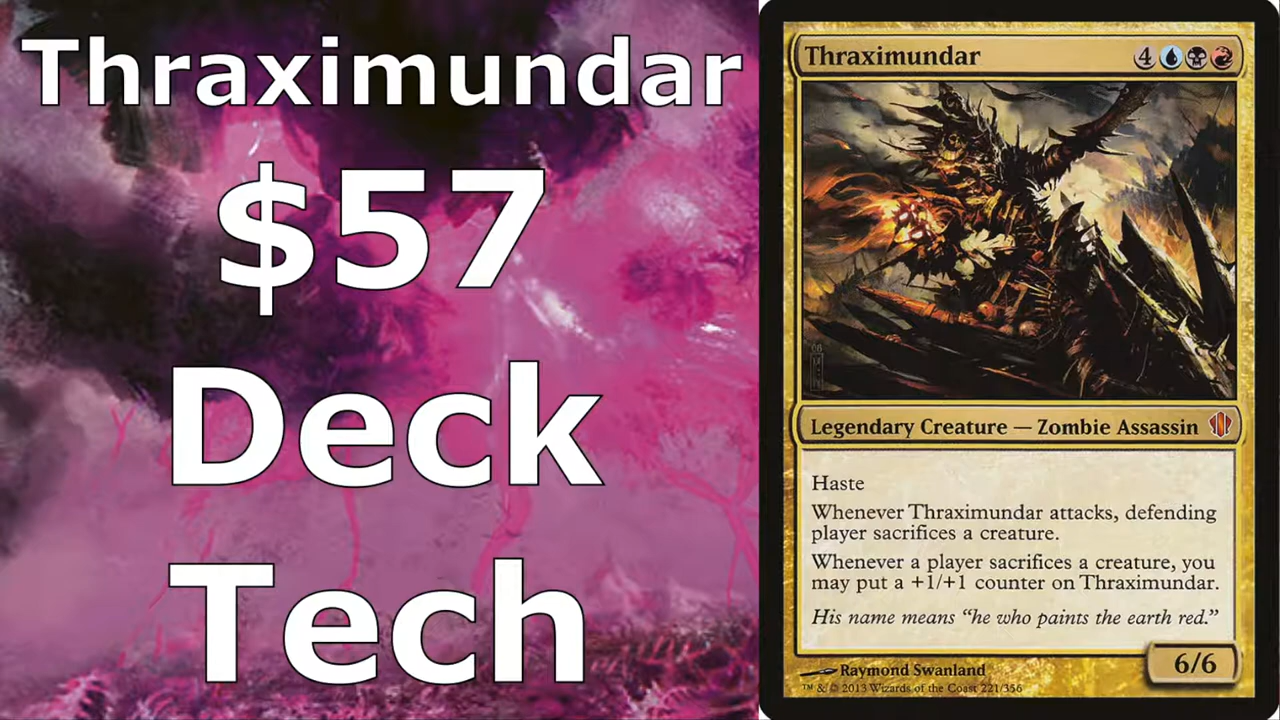 Thraximundar
$57
Deck
Tech
Thraximundar
4
Legendary Creature — Zombie Assassin
Haste
Whenever Thraximundar attacks, defending
player sacrifices a creature.
Whenever a player sacrifices a creature, you
may put a +1/+1 counter on Thraximundar.
His name means “he who paints the earth red.”
6/6
Raymond Swanland
™ & © 2013 Wizards of the Coast 221/356